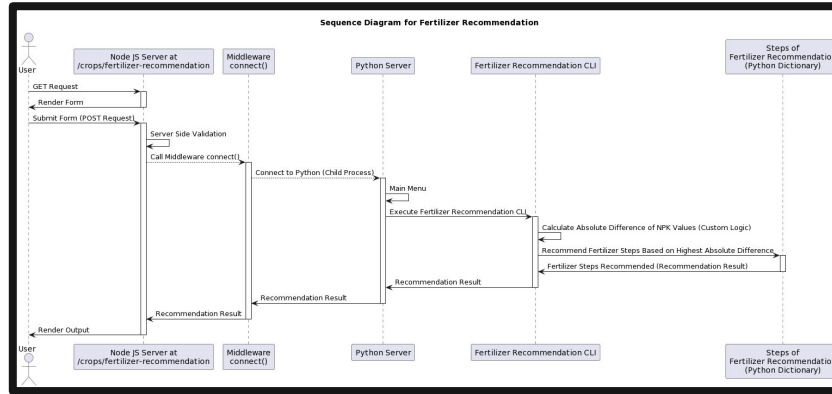 Sequence Diagram for Fertilizer Recommendation
User
Node JS Server at
/crops/fertilizer-recommendation
Middleware
connect()
Python Server
Fertilizer Recommendation CLI
Steps of
Fertilizer Recommendatio
(Python Dictionary)
GET Request
Render Form
Submit Form (POST Request)
Server Side Validation
Call Middleware connect()
Connect to Python (Child Process)
Main Menu
Execute Fertilizer Recommendation CLI
Calculate Absolute Difference of NPK Values (Custom Logic)
Recommend Fertilizer Steps Based on Highest Absolute Difference
Fertilizer Steps Recommended (Recommendation Result)
Recommendation Result
Recommendation Result
Recommendation Result
Render Output
User
Node JS Server at
/crops/fertilizer-recommendation
Middleware
connect()
Python Server
Fertilizer Recommendation CLI
Steps of
Fertilizer Recommendatio
(Python Dictionary)